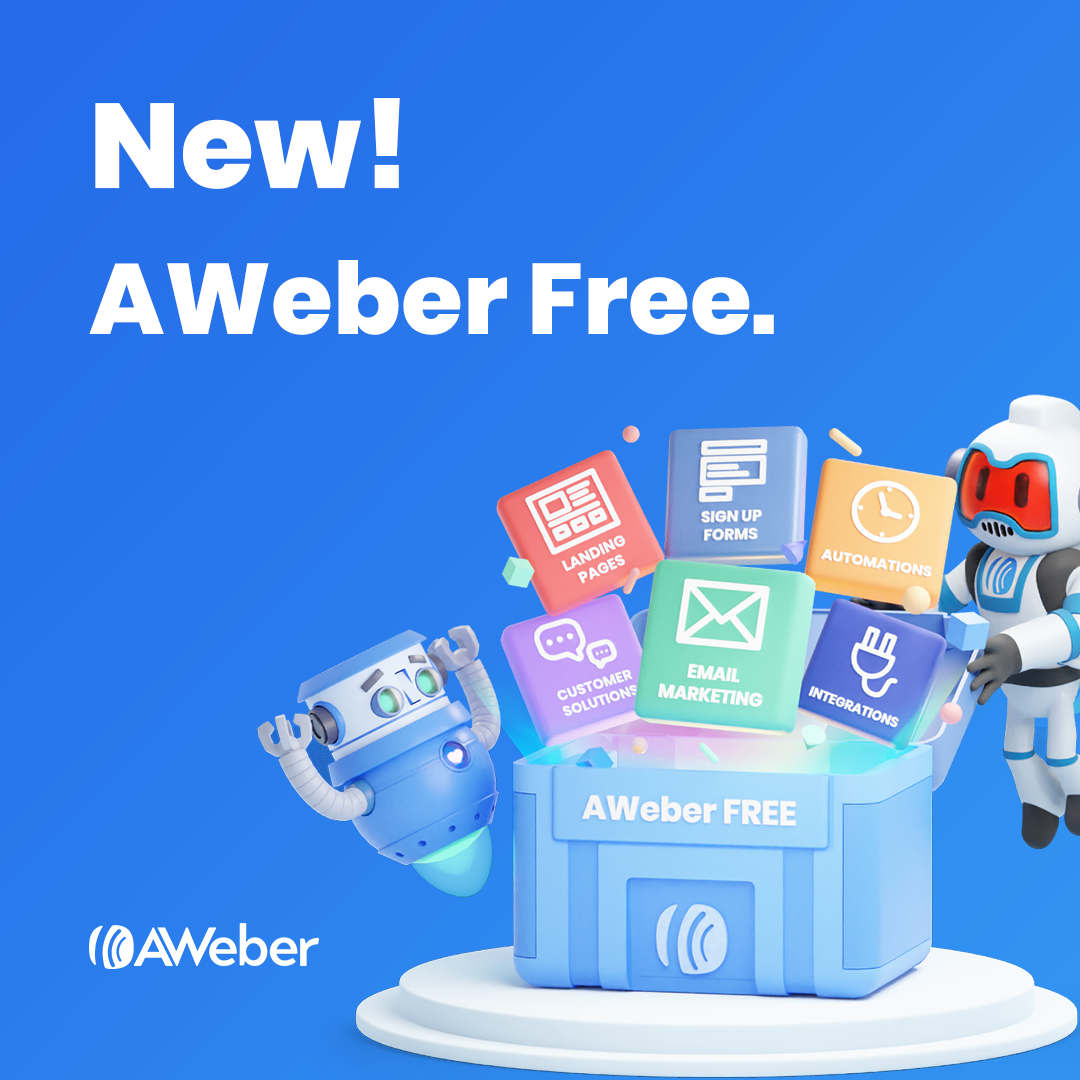 New!
AWeber Free.
LANDING
PAGES
SIGN UP
FORMS
AUTOMATIONS
CUSTOMER
SOLUTIONS
EMAIL
MARKETING
INTEGRATIONS
AWeber FREE
AWeber